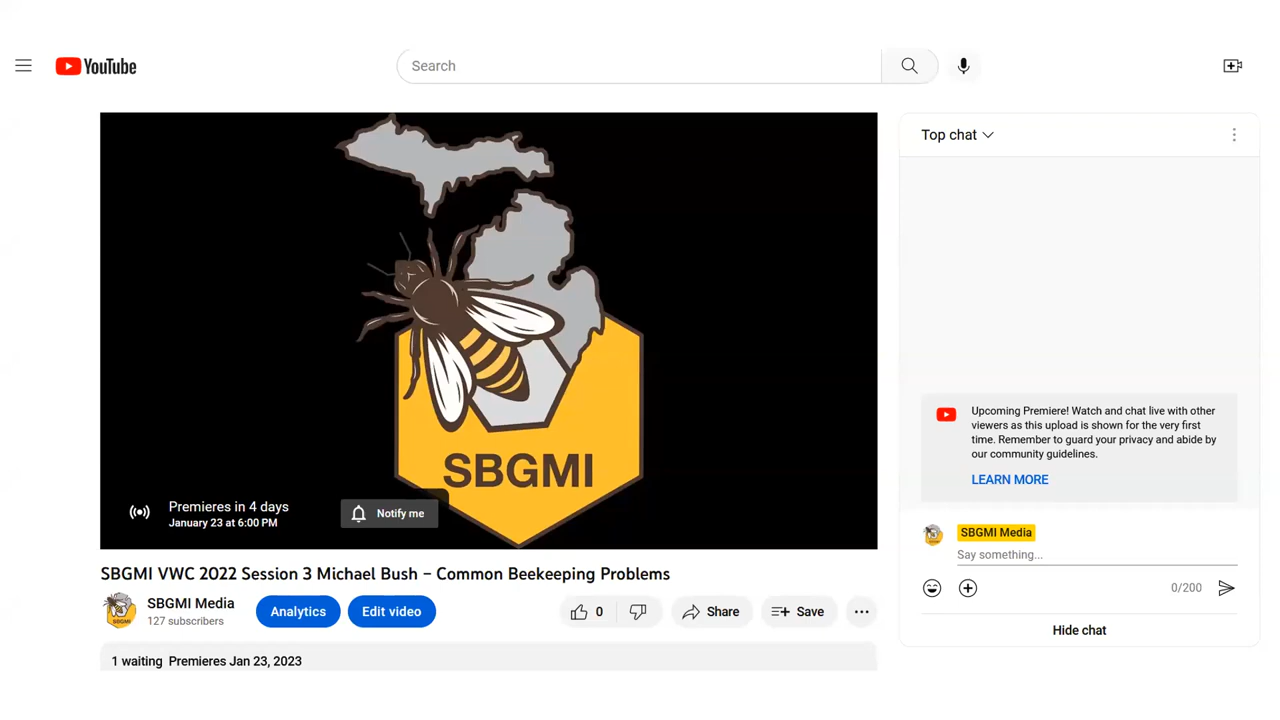 YouTube
Search
SBGMI
Premieres in 4 days
January 23 at 6:00 PM
Notify me
SBGMI VWC 2022 Session 3 Michael Bush – Common Beekeeping Problems
SBGMI Media
127 subscribers
Analytics
Edit video
0
Share
Save
1 waiting Premieres Jan 23, 2023
Top chat
Upcoming Premiere! Watch and chat live with other
viewers as this upload is shown for the very first
time. Remember to guard your privacy and abide by
our community guidelines.
LEARN MORE
SBGMI Media
Say something...
0/200
Hide chat